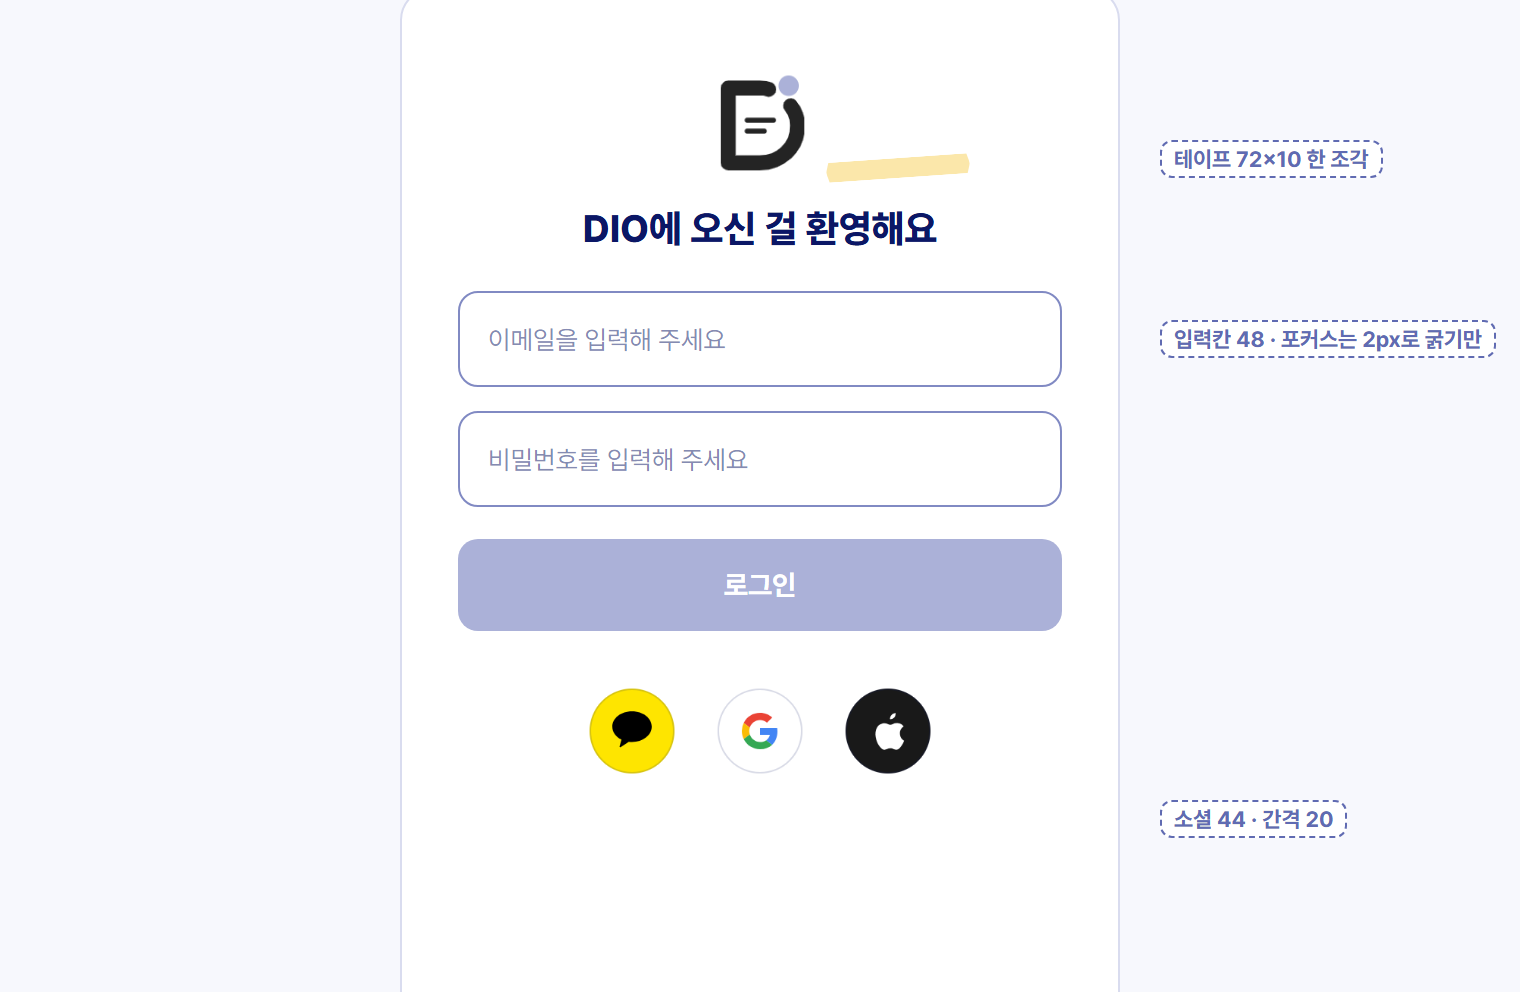 테이프 72×10 한 조각
DIO에 오신 걸 환영해요
이메일을 입력해 주세요
입력칸 48 · 포커스는 2px로 굵기만
비밀번호를 입력해 주세요
로그인
소셜 44 · 간격 20